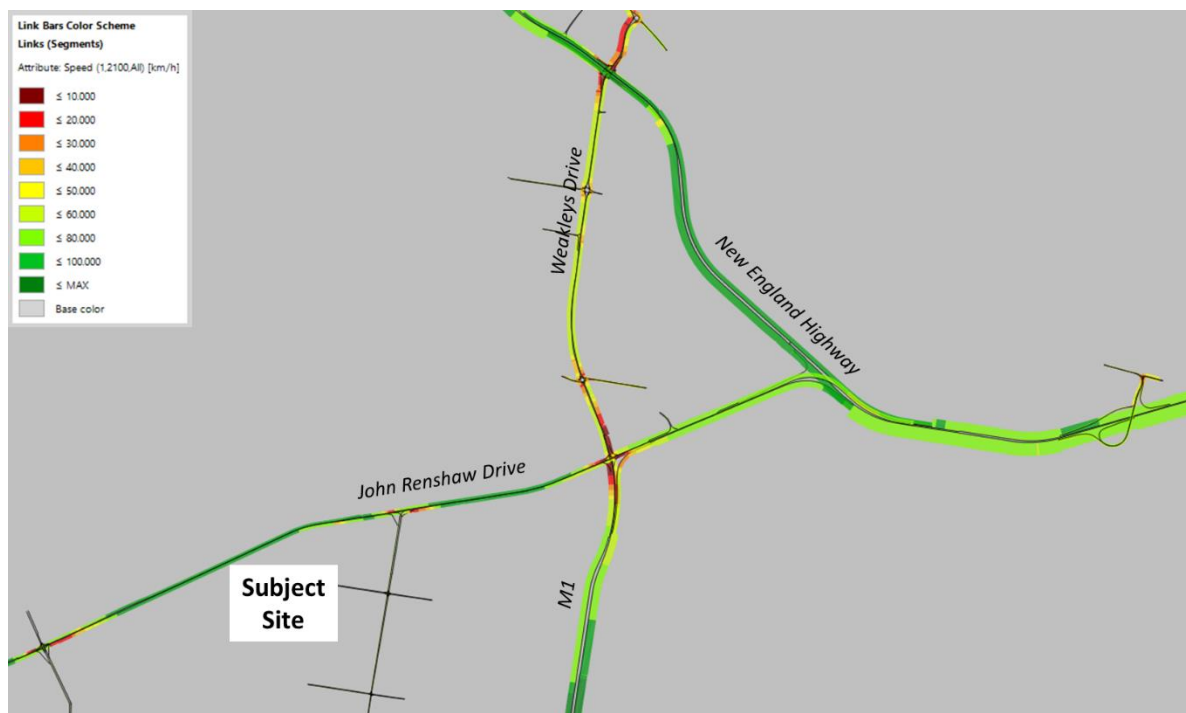 Link Bars Color Scheme
Links (Segments)
Attribute: Speed (1,2100,All) [km/h]
≤ 10.000
≤ 20.000
≤ 30.000
≤ 40.000
≤ 50.000
≤ 60.000
≤ 80.000
≤ 100.000
≤ MAX
Base color
Weakleys Drive
New England Highway
John Renshaw Drive
Subject
Site
M1